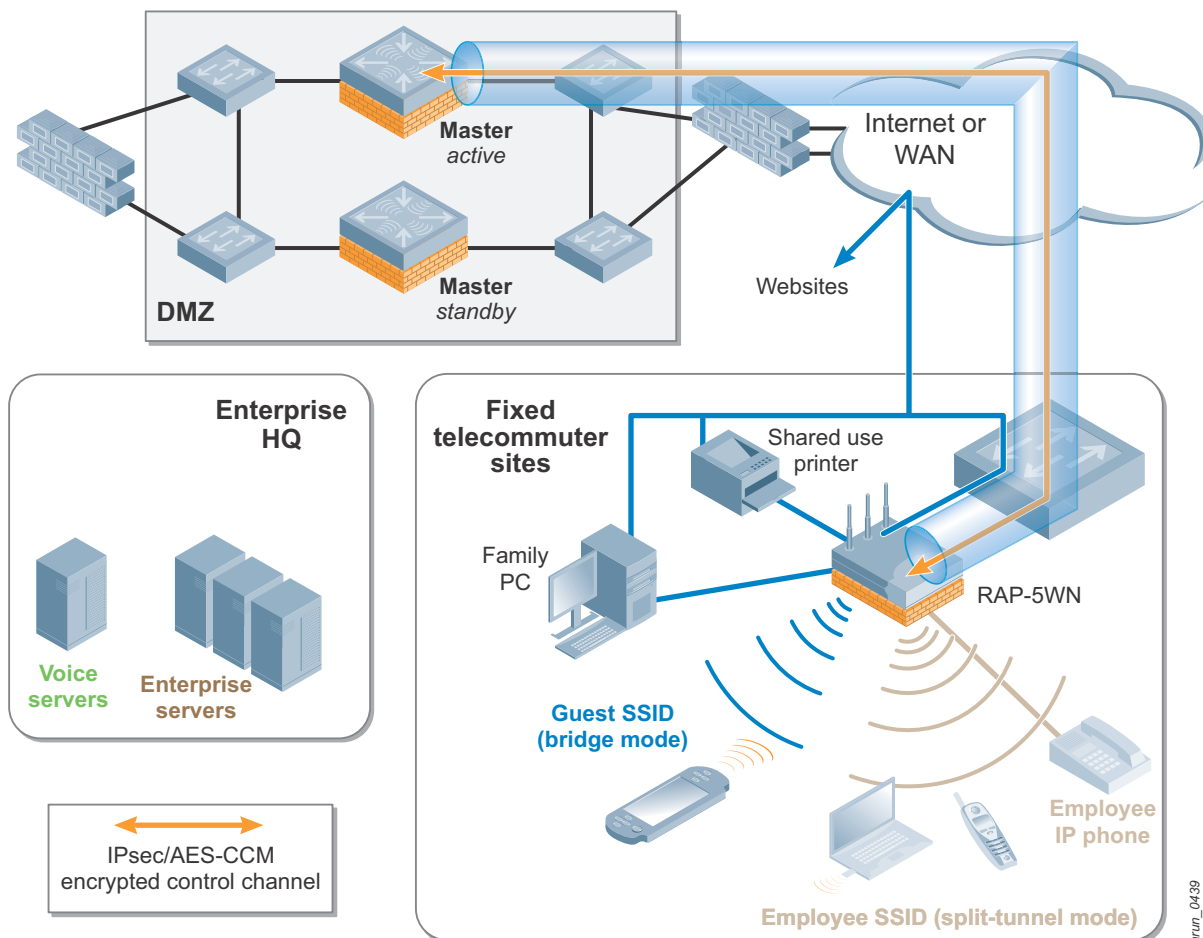 Master
active
Internet or
WAN
Master
standby
DMZ
Websites
Enterprise
HQ
Voice
servers
Enterprise
servers
Fixed
telecommuter
sites
Shared use
printer
Family
PC
RAP-5WN
Guest SSID
(bridge mode)
Employee
IP phone
Employee SSID (split-tunnel mode)
IPsec/AES-CCM
encrypted control channel
run_0439